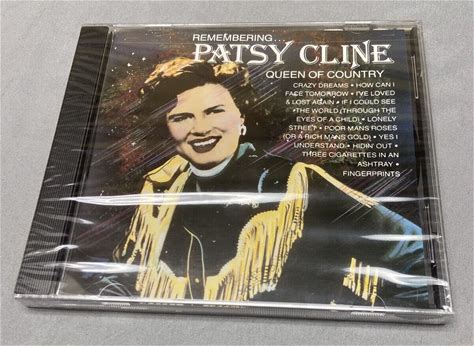 REMEMBERING...
PATSY CLINE
QUEEN OF COUNTRY
CRAZY DREAMS • HOW CAN I
FACE TOMORROW • I'VE LOVED
& LOST AGAIN • IF I COULD SEE
•THE WORLD (THROUGH THE
EYES OF A CHILD) • LONELY
STREET • POOR MANS ROSES
(OR A RICH MANS GOLD) • YES I
UNDERSTAND • HIDIN' OUT •
THREE CIGARETTES IN AN
ASHTRAY •
FINGERPRINTS